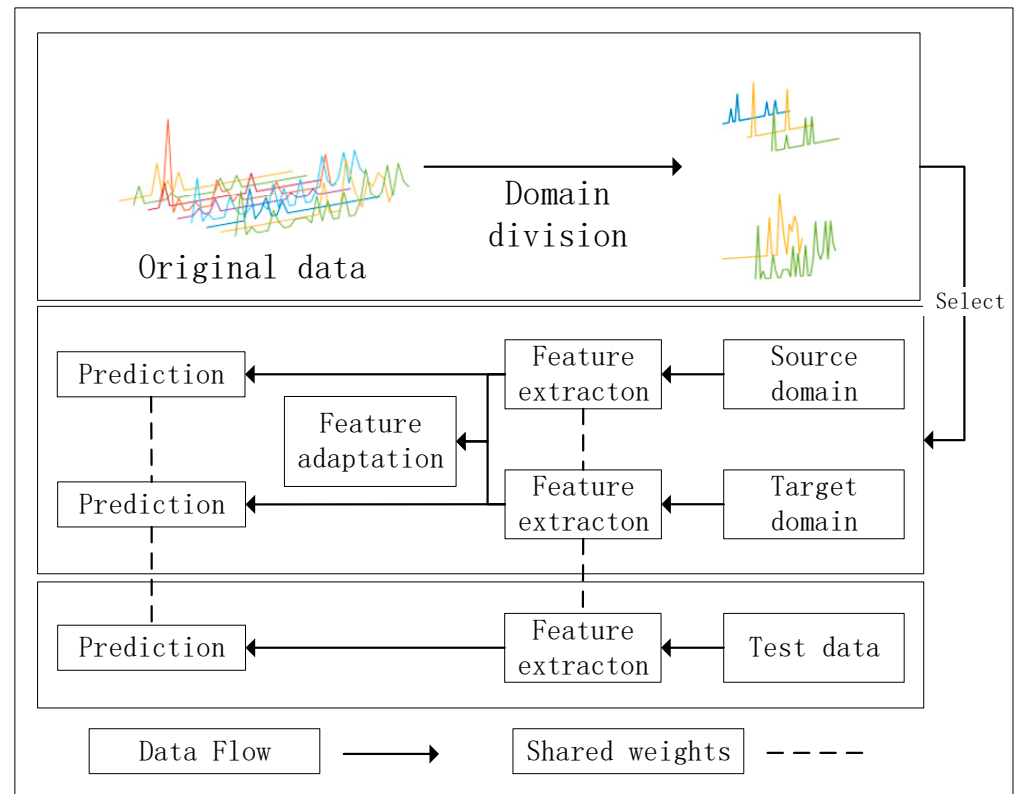 Original data
Domain
division
Select
Prediction
Feature
extracton
Source
domain
Feature
adaptation
Prediction
Feature
extracton
Target
domain
Prediction
Feature
extracton
Test data
Data Flow
Shared weights